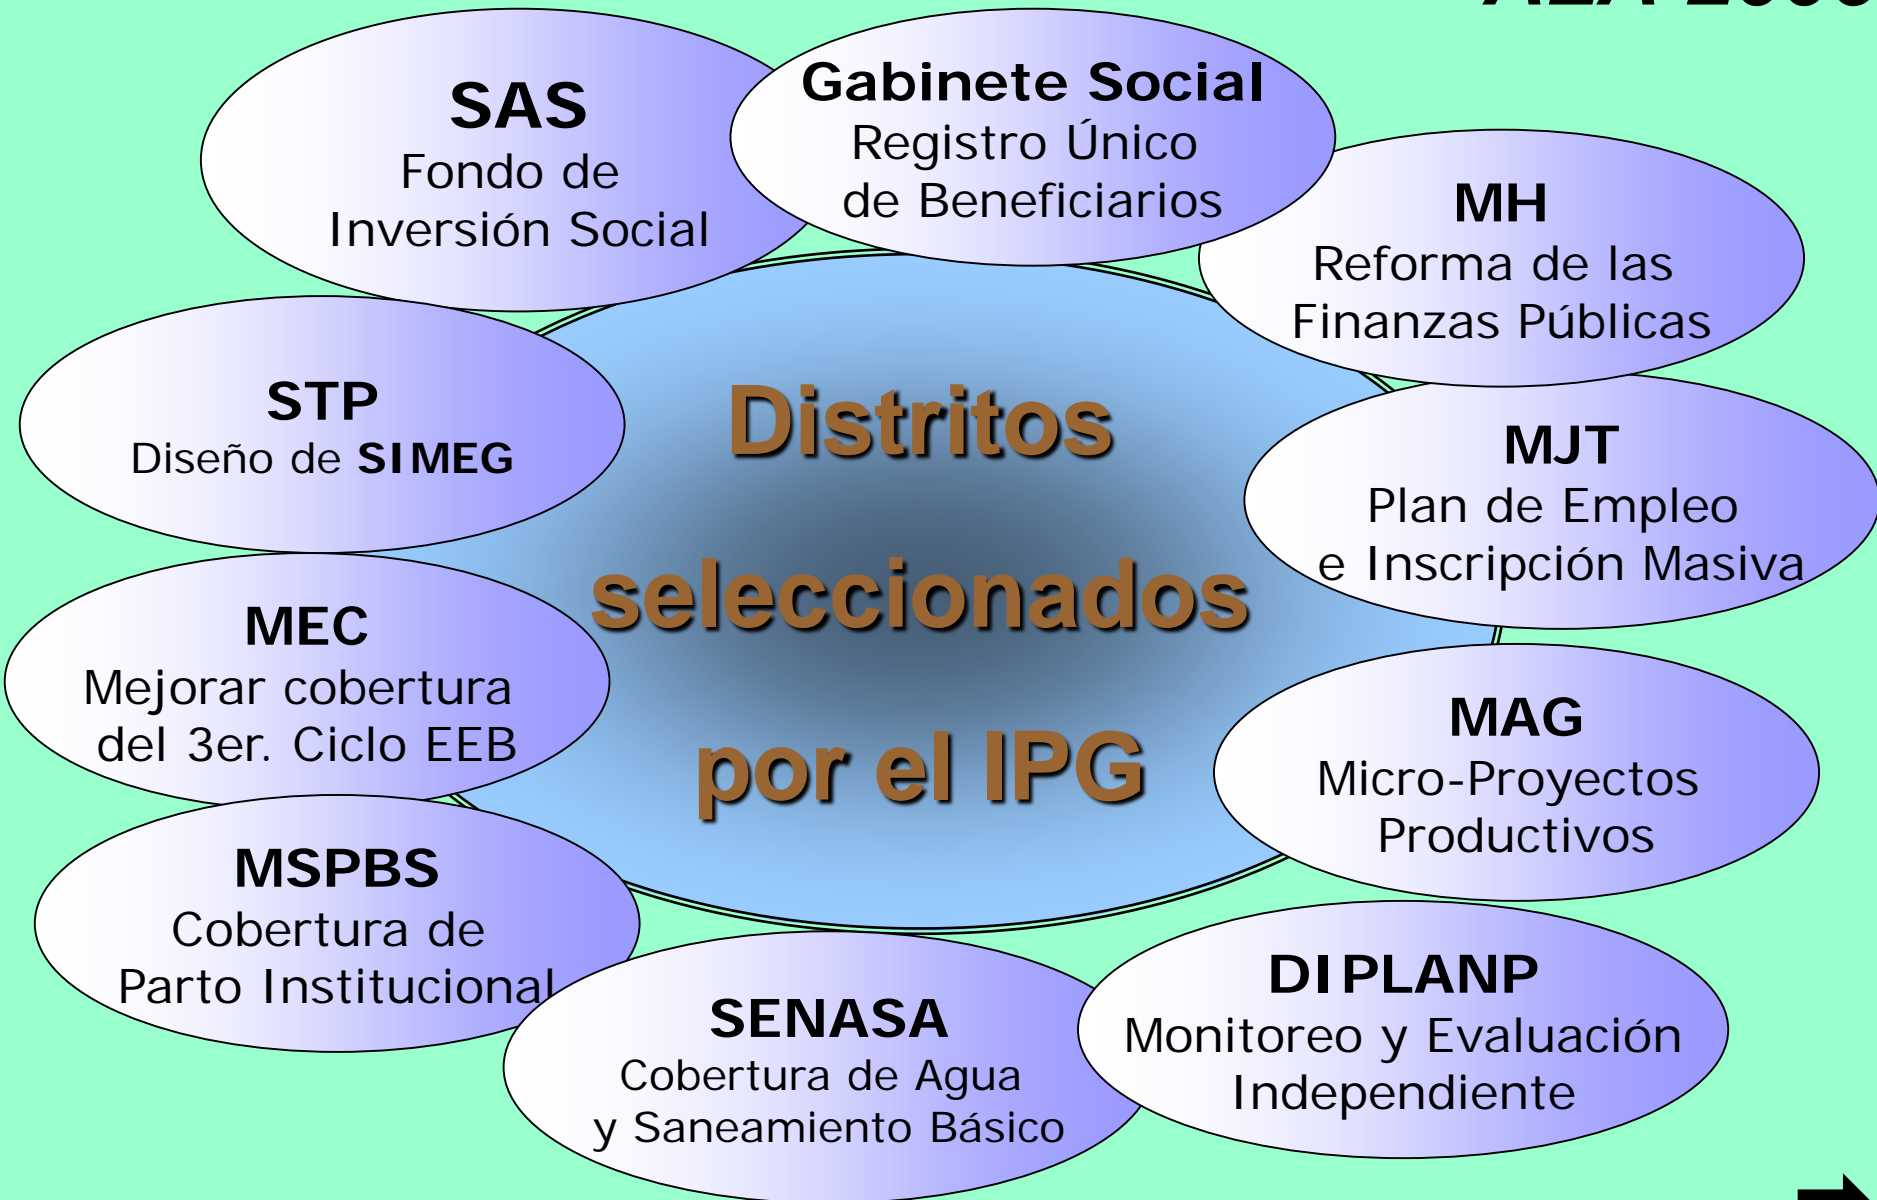 SAS
Fondo de
Inversión Social
Gabinete Social
Registro Único
de Beneficiarios
MH
Reforma de las
Finanzas Públicas
STP
Diseño de SIMEG
MJT
Plan de Empleo
e Inscripción Masiva
Distritos
seleccionados
por el IPG
MEC
Mejorar cobertura
del 3er. Ciclo EEB
MAG
Micro-Proyectos
Productivos
MSPBS
Cobertura de
Parto Institucional
SENASA
Cobertura de Agua
y Saneamiento Básico
DIPLANP
Monitoreo y Evaluación
Independiente